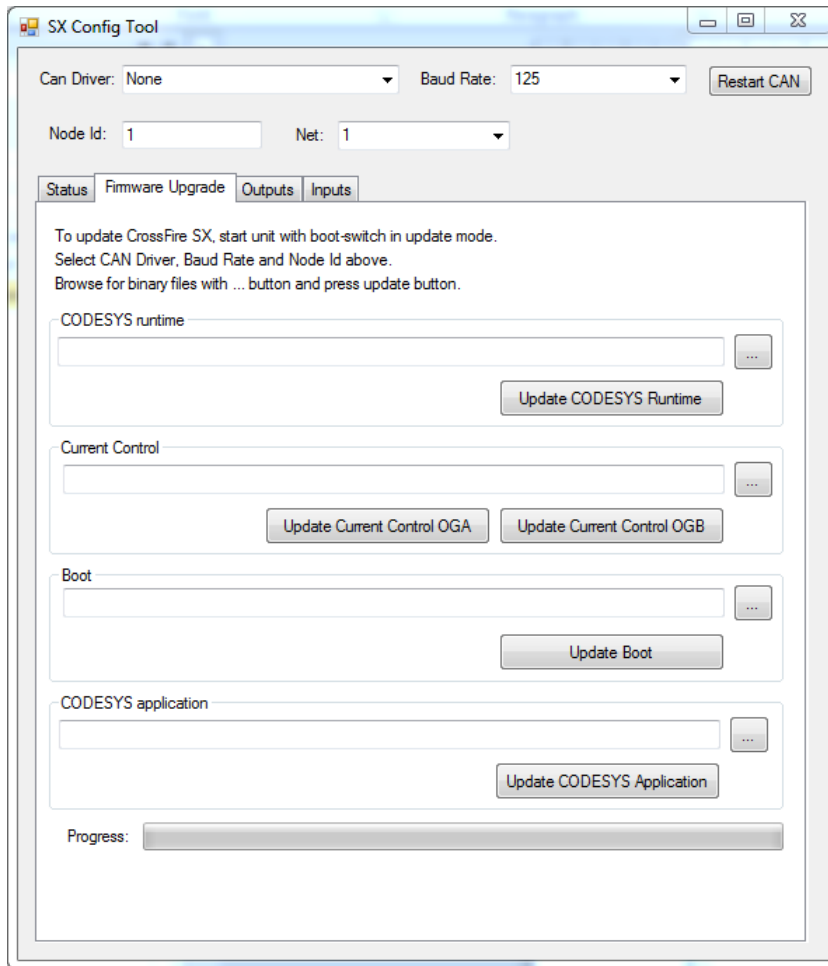 SX Config Tool
Can Driver: None Baud Rate: 125 Restart CAN
Node Id: 1 Net: 1
Status Firmware Upgrade Outputs Inputs
To update CrossFire SX, start unit with boot-switch in update mode.
Select CAN Driver, Baud Rate and Node Id above.
Browse for binary files with ... button and press update button.
CODESYS runtime
...
Update CODESYS Runtime
Current Control
...
Update Current Control OGA Update Current Control OGB
Boot
...
Update Boot
CODESYS application
...
Update CODESYS Application
Progress: